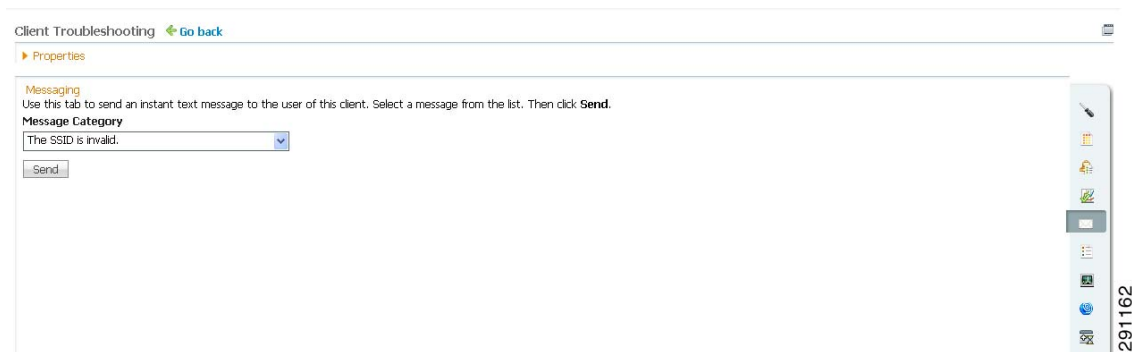 Client Troubleshooting Go back
Properties
Messaging
Use this tab to send an instant text message to the user of this client. Select a message from the list. Then click Send.
Message Category
The SSID is invalid.
Send
291162